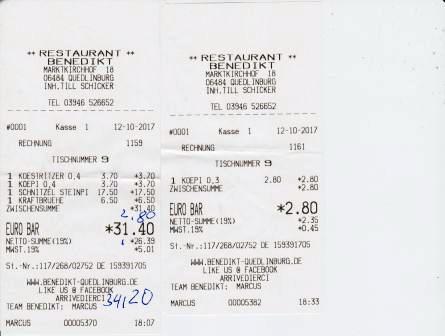 ** RESTAURANT **
BENEDIKT
MARKTKIRCHHOF 18
06484 QUEDLINBURG
INH.TILL SCHICKER
TEL 03946 526652
#0001 Kasse 1 12-10-2017
RECHNUNG 1159
TISCHNUMMER 9
1 KOESTRITZER 0,4 3.70 *3.70
1 KOEPI 0,4 3.70 *3.70
1 SCHNITZEL STEINPI 17.50 *17.50
1 KRAFTBRUEHE 6.50 *6.50
ZWISCHENSUMME *31.40
2.80
EURO BAR *31.40
NETTO-SUMME(19%) *26.39
MWST.19% *5.01
St.-Nr.:117/268/02752 DE 159391705
WWW.BENEDIKT-QUEDLINBURG.DE
LIKE US @ FACEBOOK
ARRIVEDIERCI
34,20
TEAM BENEDIKT: MARCUS
MARCUS 00005370 18:07
** RESTAURANT **
BENEDIKT
MARKTKIRCHHOF 18
06484 QUEDLINBURG
INH.TILL SCHICKER
TEL 03946 526652
#0001 Kasse 1 12-10-2017
RECHNUNG 1161
TISCHNUMMER 9
1 KOEPI 0,3 2.80 *2.80
ZWISCHENSUMME *2.80
EURO BAR *2.80
NETTO-SUMME(19%) *2.35
MWST.19% *0.45
St.-Nr.:117/268/02752 DE 159391705
WWW.BENEDIKT-QUEDLINBURG.DE
LIKE US @ FACEBOOK
ARRIVEDIERCI
TEAM BENEDIKT: MARCUS
MARCUS 00005382 18:33